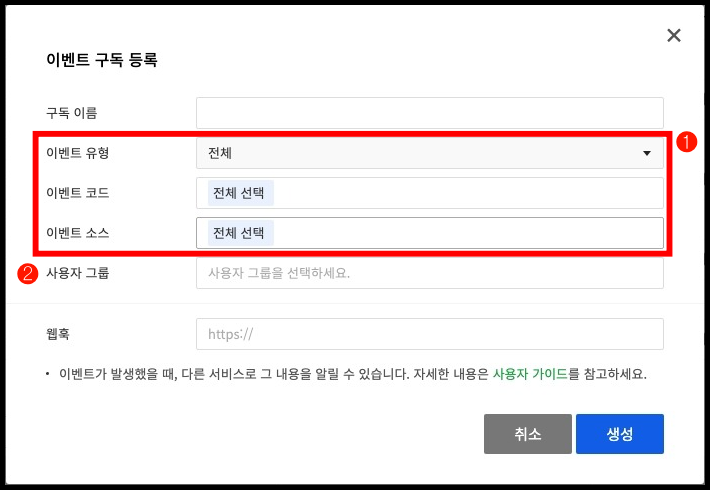 이벤트 구독 등록
구독 이름
이벤트 유형 전체
1
이벤트 코드 전체 선택
이벤트 소스 전체 선택
2 사용자 그룹 사용자 그룹을 선택하세요.
웹훅 https://
• 이벤트가 발생했을 때, 다른 서비스로 그 내용을 알릴 수 있습니다. 자세한 내용은 사용자 가이드를 참고하세요.
취소 생성